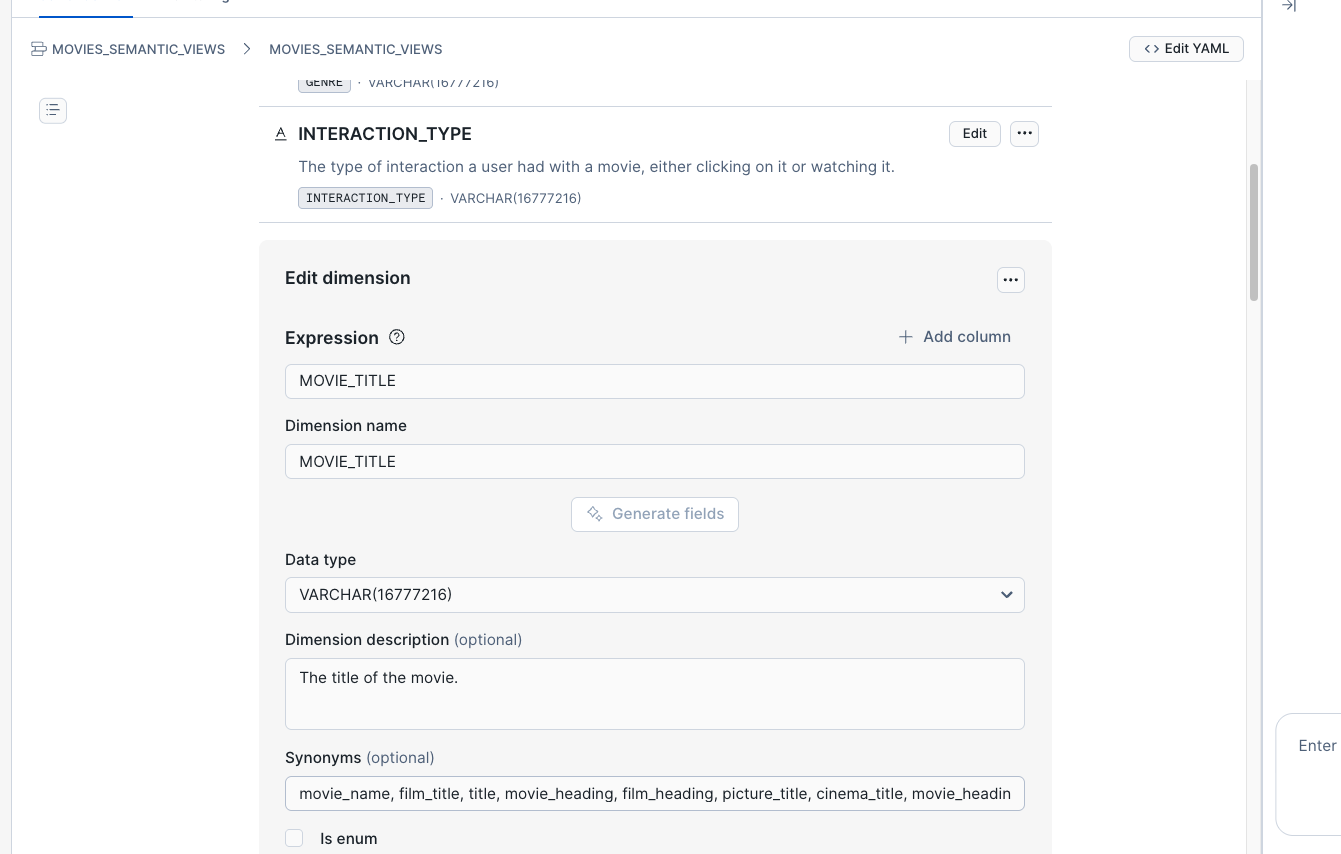 MOVIES_SEMANTIC_VIEWS > MOVIES_SEMANTIC_VIEWS
<> Edit YAML
GENRE · VARCHAR(16777216)
A INTERACTION_TYPE
Edit
The type of interaction a user had with a movie, either clicking on it or watching it.
INTERACTION_TYPE · VARCHAR(16777216)
Edit dimension
Expression ?
+ Add column
MOVIE_TITLE
Dimension name
MOVIE_TITLE
Generate fields
Data type
VARCHAR(16777216)
Dimension description (optional)
The title of the movie.
Synonyms (optional)
movie_name, film_title, title, movie_heading, film_heading, picture_title, cinema_title, movie_headin
Is enum
Enter